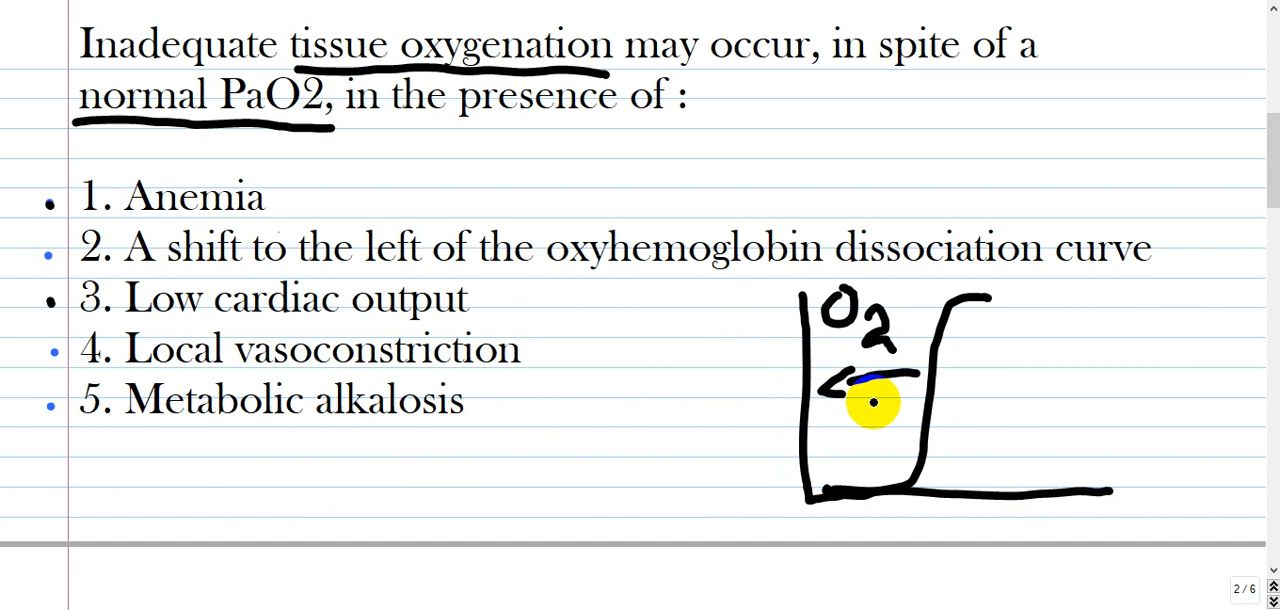 Inadequate tissue oxygenation may occur, in spite of a
normal PaO2, in the presence of :
1. Anemia
2. A shift to the left of the oxyhemoglobin dissociation curve
3. Low cardiac output
4. Local vasoconstriction
5. Metabolic alkalosis
O2
2 / 6